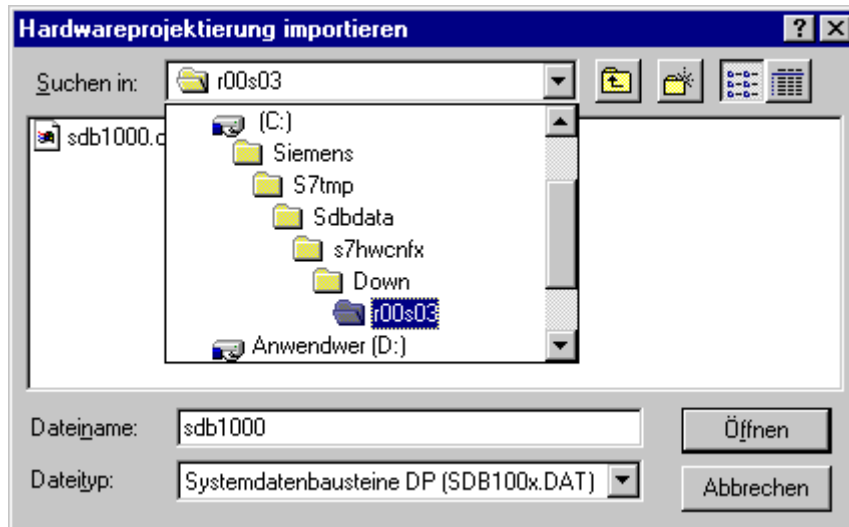 Hardwareprojektierung importieren
Suchen in: r00s03
(C:)
sdb1000.d
Siemens
S7tmp
Sdbdata
s7hwcnfx
Down
r00s03
Anwendwer (D:)
Dateiname: sdb1000 Öffnen
Dateityp: Systemdatenbausteine DP (SDB100x.DAT) Abbrechen